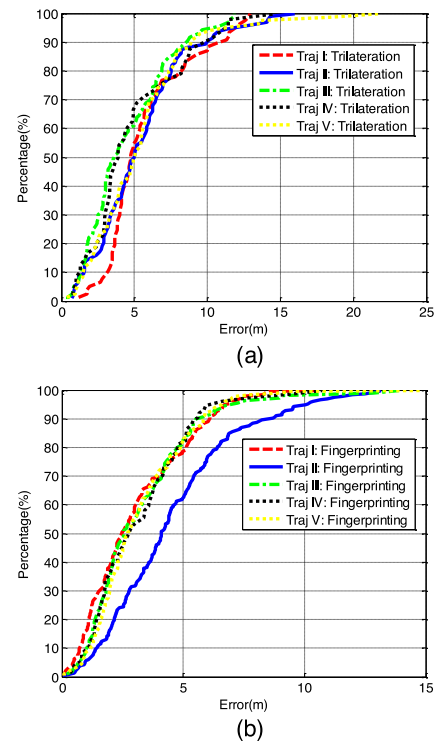 100
90
80
70
60
50
40
30
20
10
0
Percentage(%)
Traj I: Trilateration
Traj II: Trilateration
Traj III: Trilateration
Traj IV: Trilateration
Traj V: Trilateration
0 5 10 15 20 25
Error(m)
(a)
100
90
80
70
60
50
40
30
20
10
0
Percentage(%)
Traj I: Fingerprinting
Traj II: Fingerprinting
Traj III: Fingerprinting
Traj IV: Fingerprinting
Traj V: Fingerprinting
0 5 10 15
Error(m)
(b)